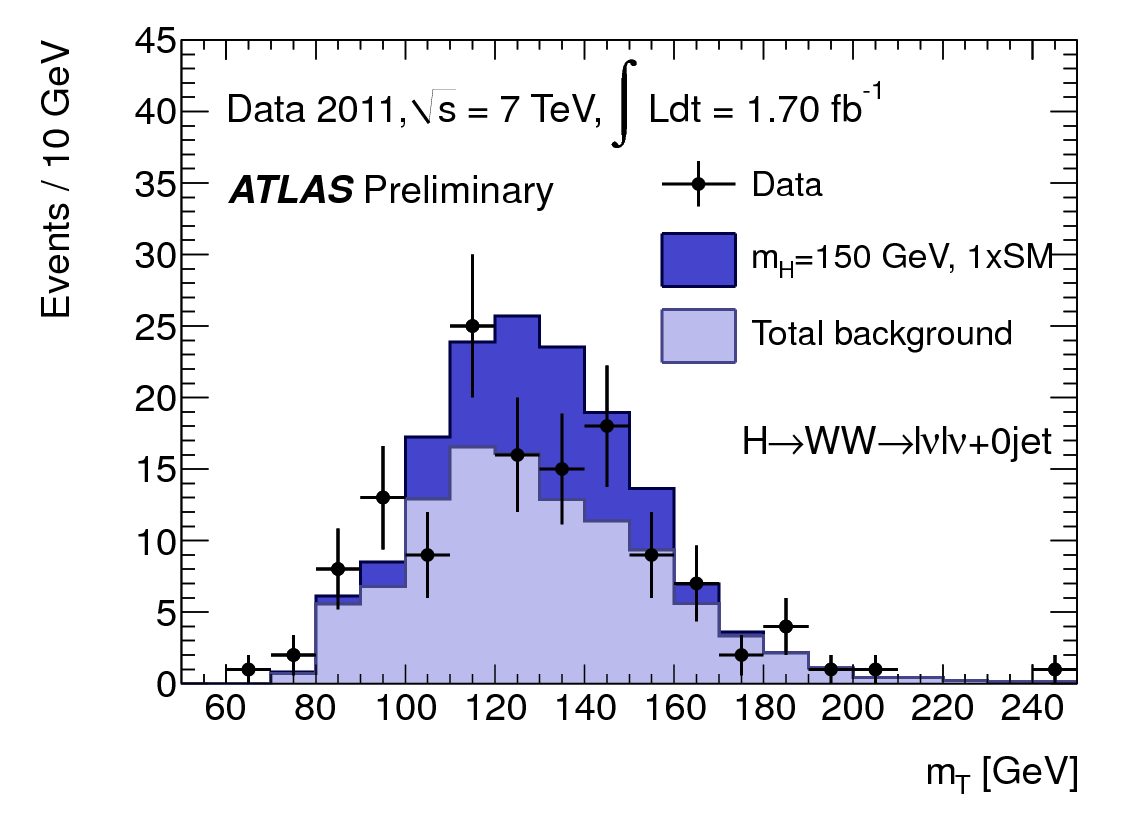 Events / 10 GeV
45
40
35
30
25
20
15
10
5
0
Data 2011, √s = 7 TeV, ∫ Ldt = 1.70 fb⁻¹
ATLAS Preliminary
Data
m_H=150 GeV, 1xSM
Total background
H→WW→lνlν+0jet
60 80 100 120 140 160 180 200 220 240
m_T [GeV]